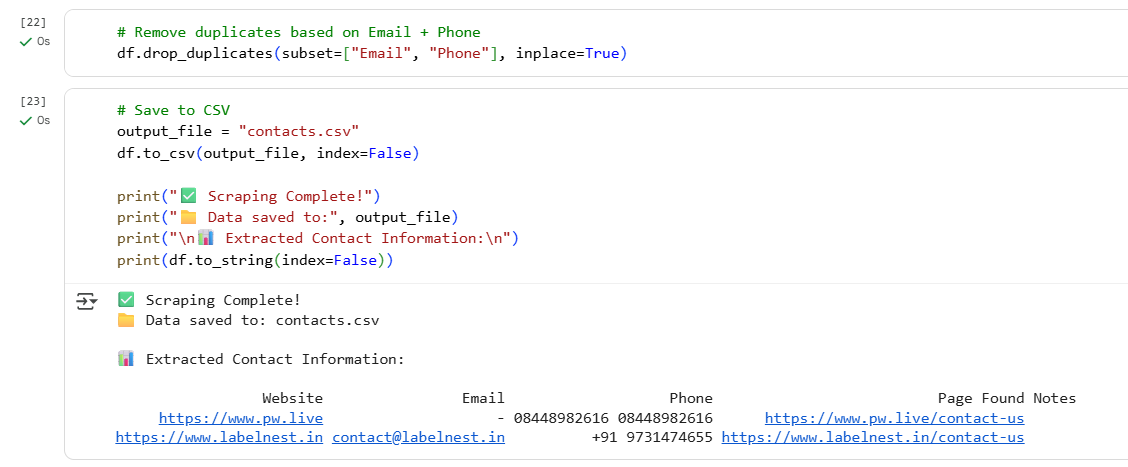 [22]
0s
# Remove duplicates based on Email + Phone
df.drop_duplicates(subset=["Email", "Phone"], inplace=True)
[23]
0s
# Save to CSV
output_file = "contacts.csv"
df.to_csv(output_file, index=False)
print("✅ Scraping Complete!")
print("📁 Data saved to:", output_file)
print("\n📊 Extracted Contact Information:\n")
print(df.to_string(index=False))
✅ Scraping Complete!
📁 Data saved to: contacts.csv
📊 Extracted Contact Information:
Website Email Phone Page Found Notes
https://www.pw.live - 08448982616 08448982616 https://www.pw.live/contact-us
https://www.labelnest.in contact@labelnest.in +91 9731474655 https://www.labelnest.in/contact-us